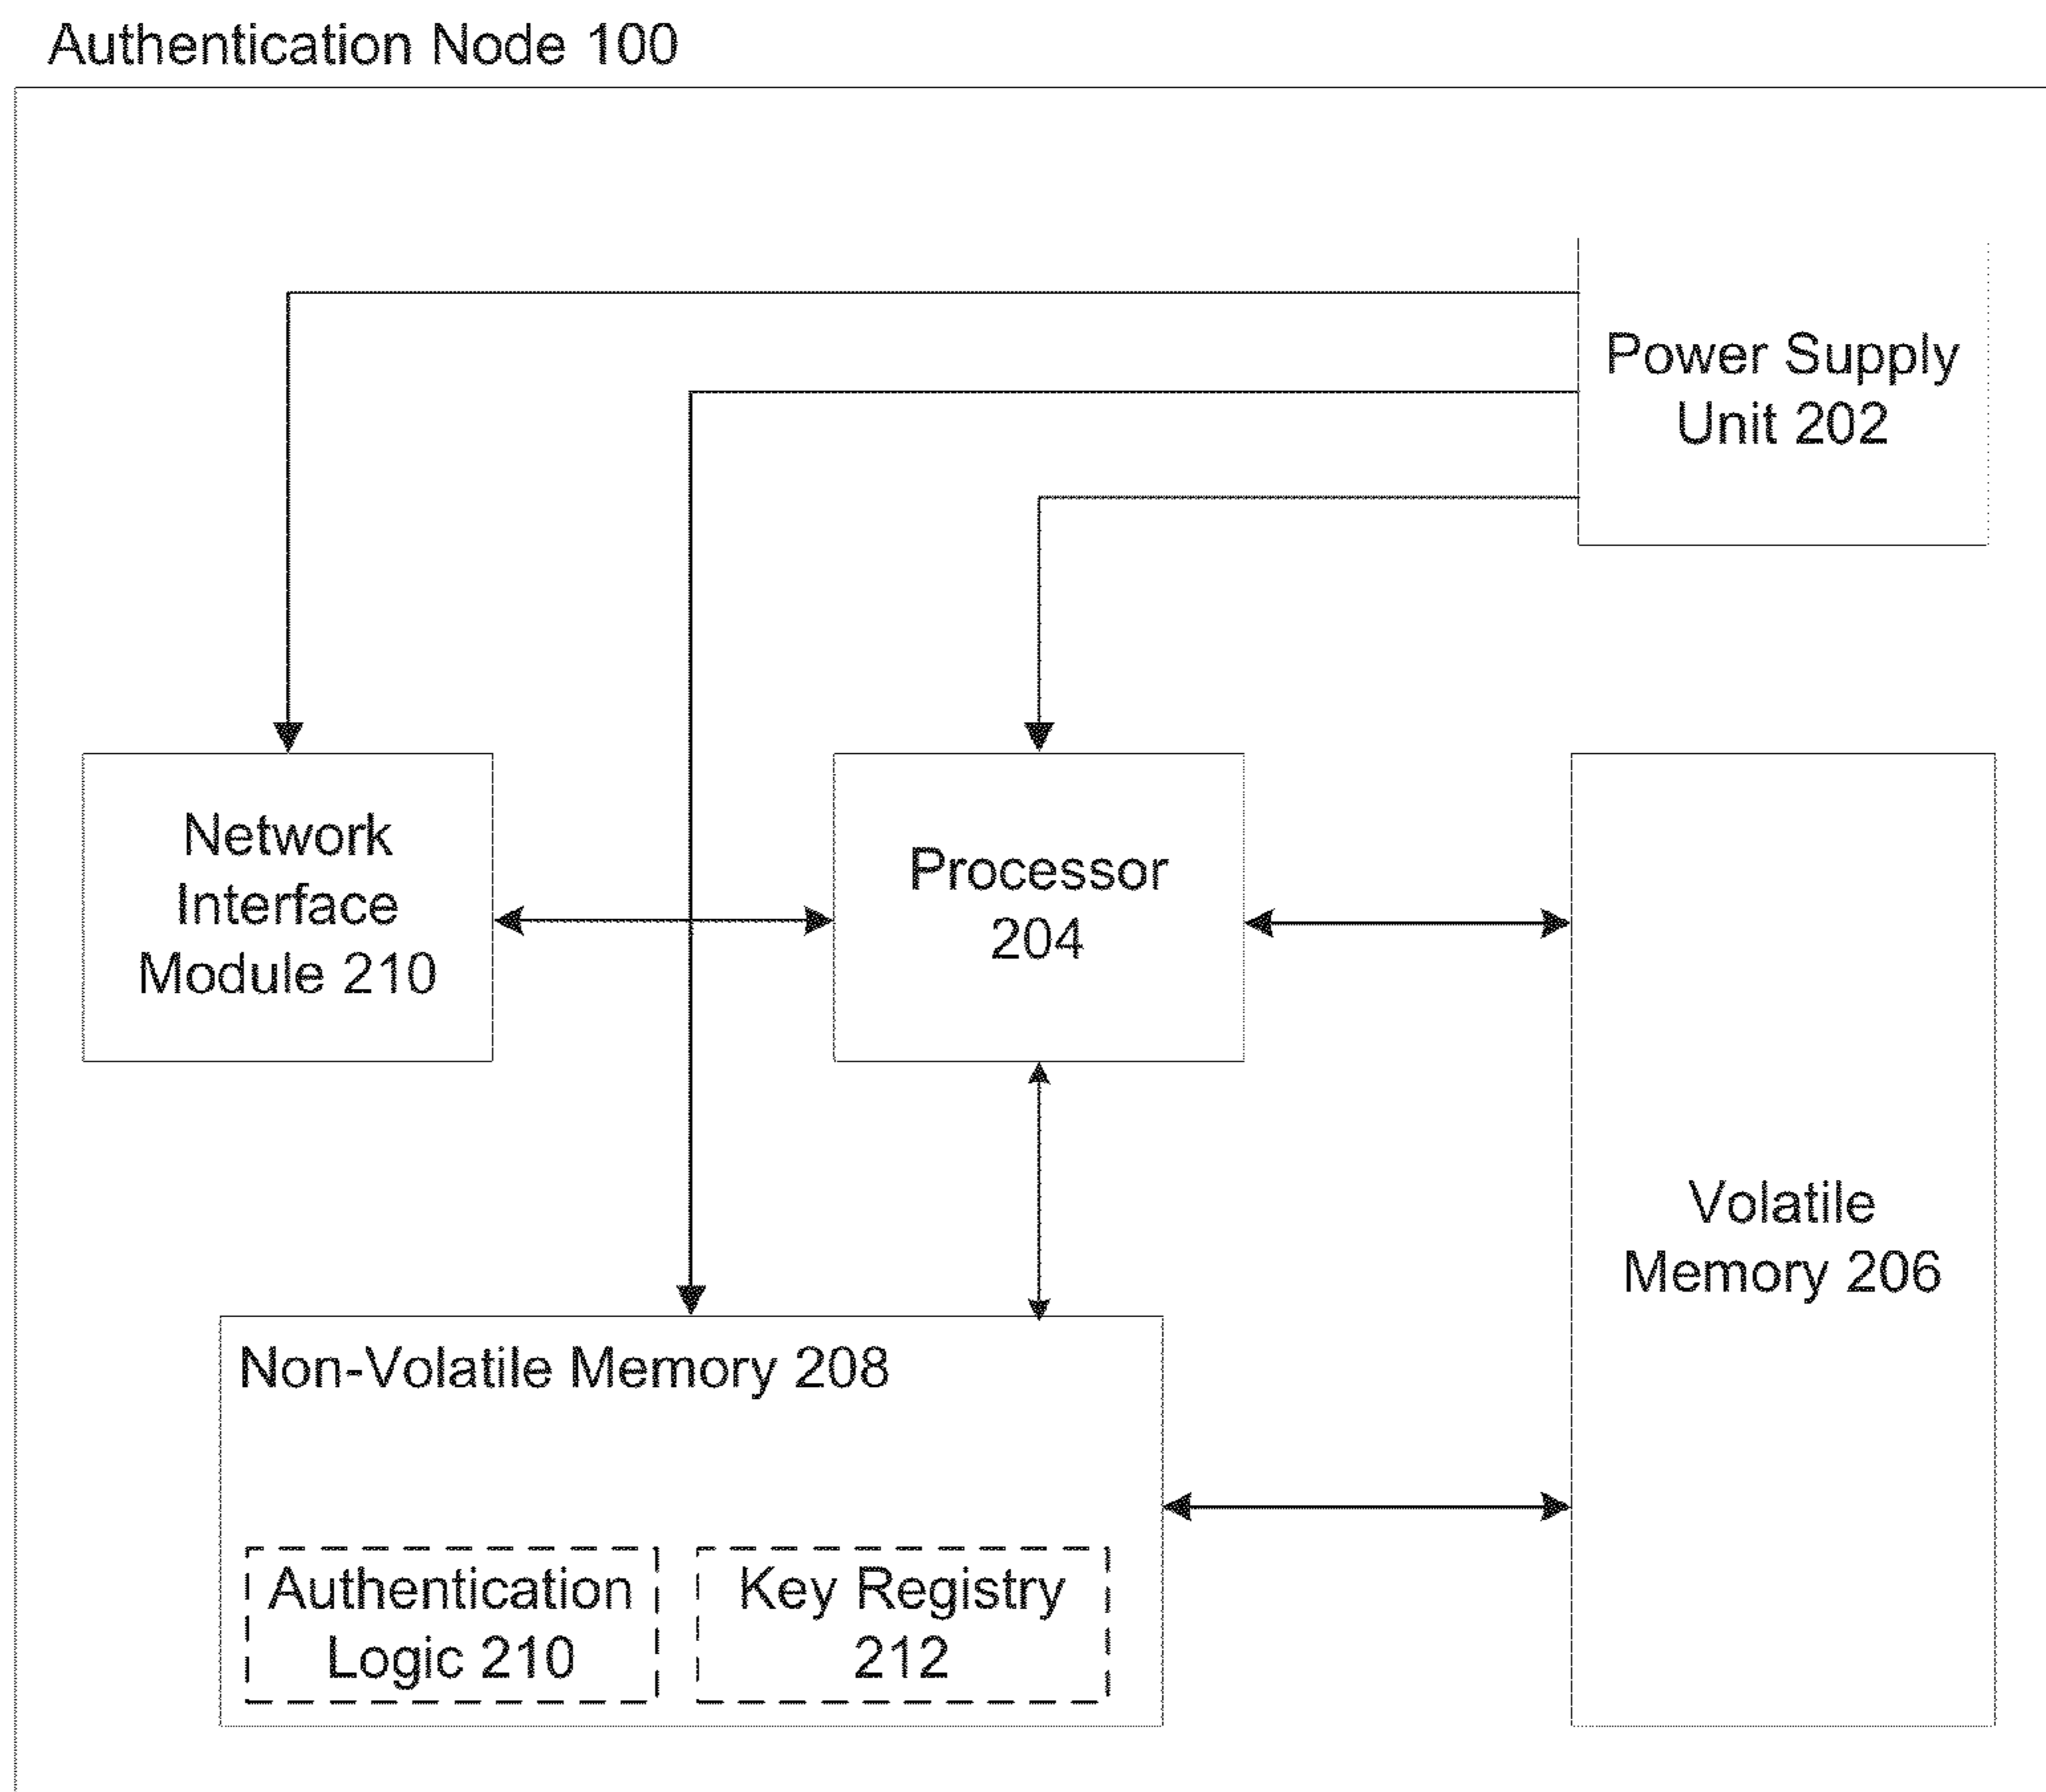 Authentication Node 100
Power Supply
Unit 202
Network
Interface
Module 210
Processor
204
Volatile
Memory 206
Non-Volatile Memory 208
Authentication
Logic 210
Key Registry
212